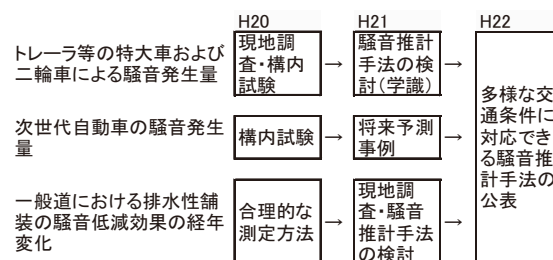 H20
H21
H22
トレーラ等の特大車および
二輪車による騒音発生量
現地調
査・構内
試験
→
騒音推計
手法の検
討(学識)
→
次世代自動車の騒音発生
量
構内試験
→
将来予測
事例
→
一般道における排水性舗
装の騒音低減効果の経年
変化
合理的な
測定方法
→
現地調
査・騒音
推計手法
の検討
→
多様な交
通条件に
対応でき
る騒音推
計手法の
公表